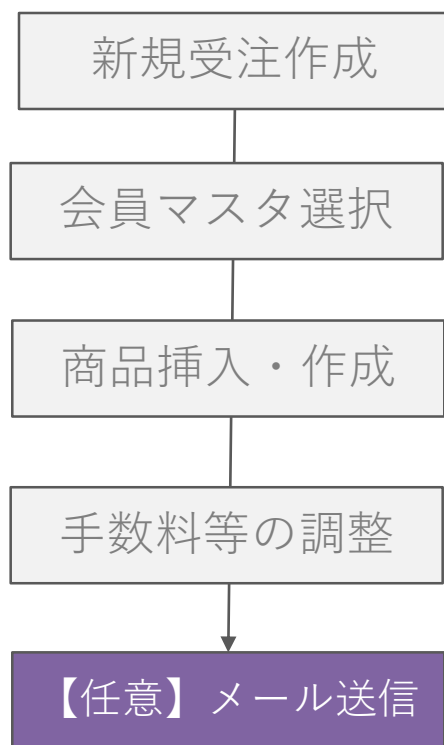 新規受注作成
会員マスタ選択
商品挿入・作成
手数料等の調整
【任意】メール送信